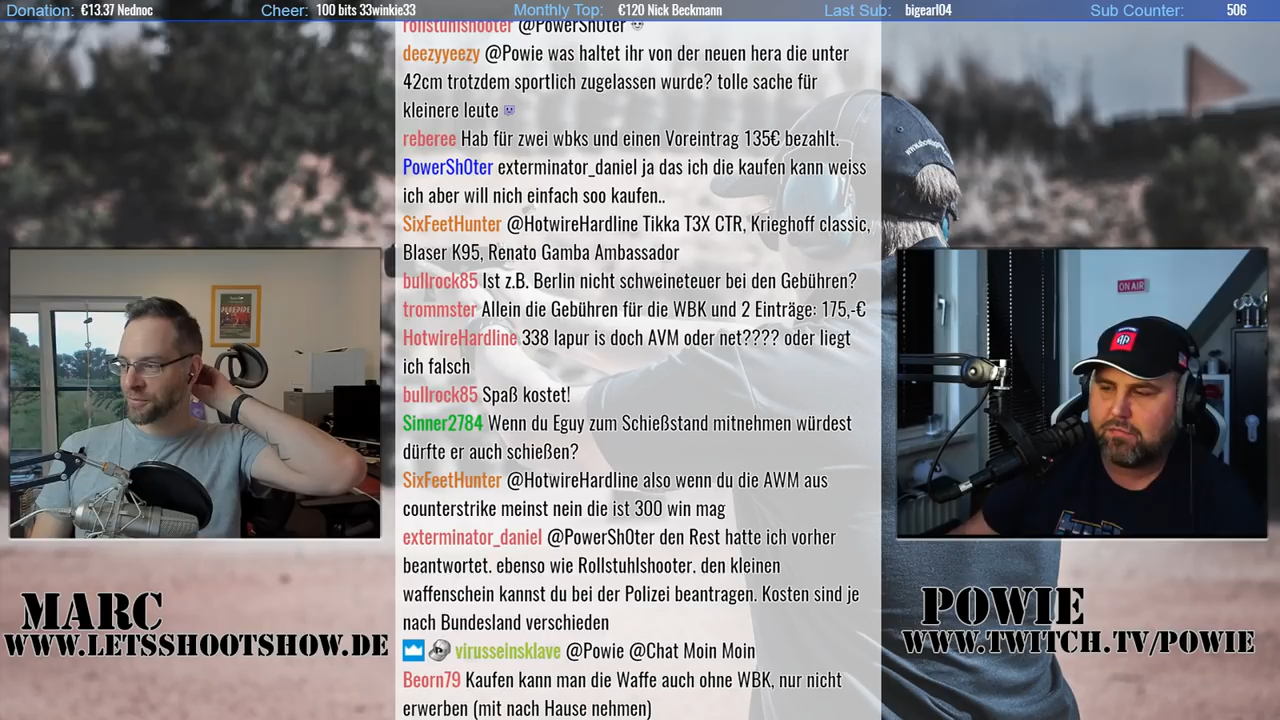 Donation: €13.37 Nednoc Cheer: 100 bits 33winkie33 Monthly Top: €120 Nick Beckmann Last Sub: bigearl04 Sub Counter: 506
rollstuhlshooter @PowerSh0ter
deezyyeezy @Powie was haltet ihr von der neuen hera die unter
42cm trotzdem sportlich zugelassen wurde? tolle sache für
kleinere leute
reberee Hab für zwei wbks und einen Voreintrag 135€ bezahlt.
PowerSh0ter exterminator_daniel ja das ich die kaufen kann weiss
ich aber will nich einfach soo kaufen..
SixFeetHunter @HotwireHardline Tikka T3X CTR, Krieghoff classic,
Blaser K95, Renato Gamba Ambassador
bullrock85 Ist z.B. Berlin nicht schweineteuer bei den Gebühren?
trommster Allein die Gebühren für die WBK und 2 Einträge: 175,-€
HotwireHardline 338 lapur is doch AVM oder net???? oder liegt
ich falsch
bullrock85 Spaß kostet!
Sinner2784 Wenn du Eguy zum Schießstand mitnehmen würdest
dürfte er auch schießen?
SixFeetHunter @HotwireHardline also wenn du die AWM aus
counterstrike meinst nein die ist 300 win mag
exterminator_daniel @PowerSh0ter den Rest hatte ich vorher
beantwortet. ebenso wie Rollstuhlshooter. den kleinen
waffenschein kannst du bei der Polizei beantragen. Kosten sind je
nach Bundesland verschieden
virusseinsklave @Powie @Chat Moin Moin
Beorn79 Kaufen kann man die Waffe auch ohne WBK, nur nicht
erwerben (mit nach Hause nehmen)
ON AIR
MARC
WWW.LETSSHOOTSHOW.DE
POWIE
WWW.TWITCH.TV/POWIE